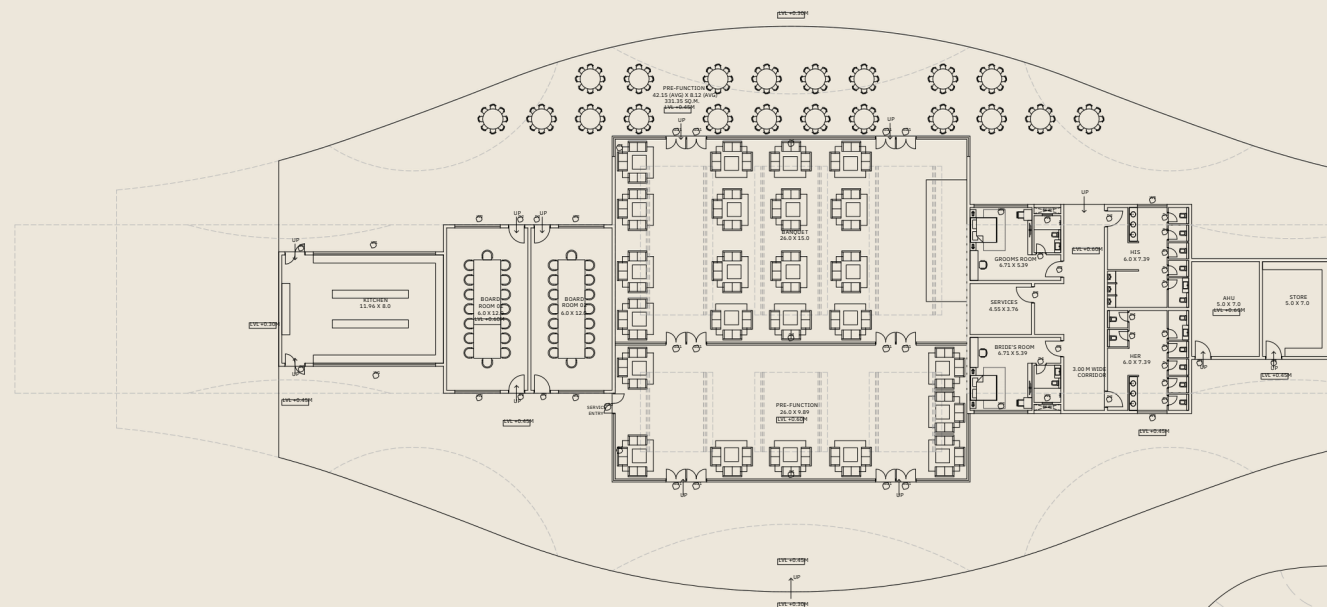 LVL +0.30M
PRE-FUNCTION
42.15 (AVG) X 8.12 (AVG)
331.35 SQ.M.
LVL +0.45M
UP
UP
BANQUET
26.0 X 15.0
UP
UP
UP
UP
KITCHEN
11.96 X 8.0
LVL +0.30M
UP
LVL +0.45M
BOARD
ROOM 01
6.0 X 12.0
LVL +0.60M
BOARD
ROOM 02
6.0 X 12.0
UP
LVL +0.45M
SERVICE
ENTRY
PRE-FUNCTION
26.0 X 9.89
LVL +0.60M
UP
UP
GROOMS ROOM
6.71 X 5.39
SERVICES
4.55 X 3.76
BRIDE'S ROOM
6.71 X 5.39
LVL +0.60M
3.00 M WIDE
CORRIDOR
HIS
6.0 X 7.39
HER
6.0 X 7.39
LVL +0.45M
AHU
5.0 X 7.0
LVL +0.60M
STORE
5.0 X 7.0
UP
UP
LVL +0.45M
LVL +0.45M
UP
LVL +0.30M